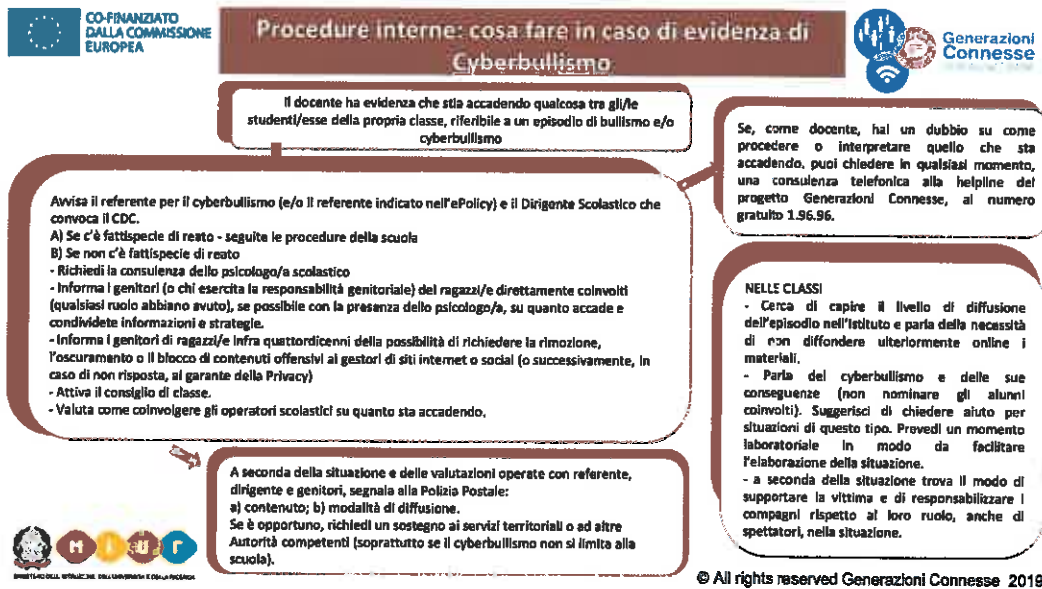 CO-FINANZIATO
DALLA COMMISSIONE
EUROPEA
Procedure interne: cosa fare in caso di evidenza di
Cyberbullismo
Generazioni
Connesse
Il docente ha evidenza che stia accadendo qualcosa tra gli/le
studenti/esse della propria classe, riferibile a un episodio di bullismo e/o
cyberbullismo
Se, come docente, hai un dubbio su come
procedere o interpretare quello che sta
accadendo, puoi chiedere in qualsiasi momento,
una consulenza telefonica alla helpline del
progetto Generazioni Connesse, al numero
gratuito 1.96.96.
Avvisa il referente per il cyberbullismo (e/o il referente indicato nell'ePolicy) e il Dirigente Scolastico che
convoca il CDC.
A) Se c'è fattispecie di reato - seguite le procedure della scuola
B) Se non c'è fattispecie di reato
- Richiedi la consulenza dello psicologo/a scolastico
- Informa i genitori (o chi esercita la responsabilità genitoriale) dei ragazzi/e direttamente coinvolti
(qualsiasi ruolo abbiano avuto), se possibile con la presenza dello psicologo/a, su quanto accade e
condividete informazioni e strategie.
- Informa i genitori di ragazzi/e infra quattordicenni della possibilità di richiedere la rimozione,
l'oscuramento o il blocco di contenuti offensivi ai gestori di siti internet o social (o successivamente, in
caso di non risposta, al garante della Privacy)
- Attiva il consiglio di classe.
- Valuta come coinvolgere gli operatori scolastici su quanto sta accadendo.
NELLE CLASSI
- Cerca di capire il livello di diffusione
dell'episodio nell'Istituto e parla della necessità
di non diffondere ulteriormente online i
materiali.
- Parla del cyberbullismo e delle sue
conseguenze (non nominare gli alunni
coinvolti). Suggerisci di chiedere aiuto per
situazioni di questo tipo. Prevedi un momento
laboratoriale in modo da facilitare
l'elaborazione della situazione.
- a seconda della situazione trova il modo di
supportare la vittima e di responsabilizzare i
compagni rispetto al loro ruolo, anche di
spettatori, nella situazione.
A seconda della situazione e delle valutazioni operate con referente,
dirigente e genitori, segnala alla Polizia Postale:
a) contenuto; b) modalità di diffusione.
Se è opportuno, richiedi un sostegno ai servizi territoriali o ad altre
Autorità competenti (soprattutto se il cyberbullismo non si limita alla
scuola).
MIUR
MINISTERO DELL'ISTRUZIONE, DELL'UNIVERSITÀ E DELLA RICERCA
© All rights reserved Generazioni Connesse 2019